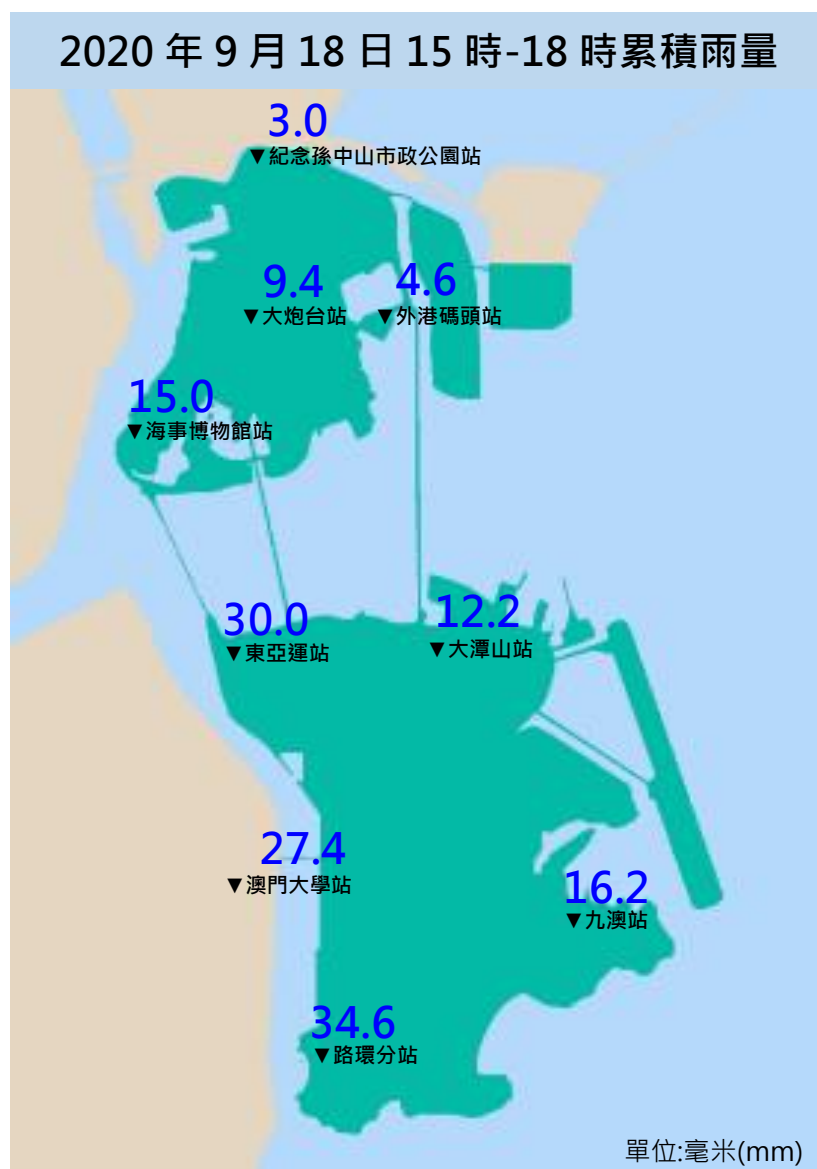 2020 年 9 月 18 日 15 時-18 時累積雨量
3.0
▼紀念孫中山市政公園站
9.4
▼大炮台站
4.6
▼外港碼頭站
15.0
▼海事博物館站
30.0
▼東亞運站
12.2
▼大潭山站
27.4
▼澳門大學站
16.2
▼九澳站
34.6
▼路環分站
單位:毫米(mm)